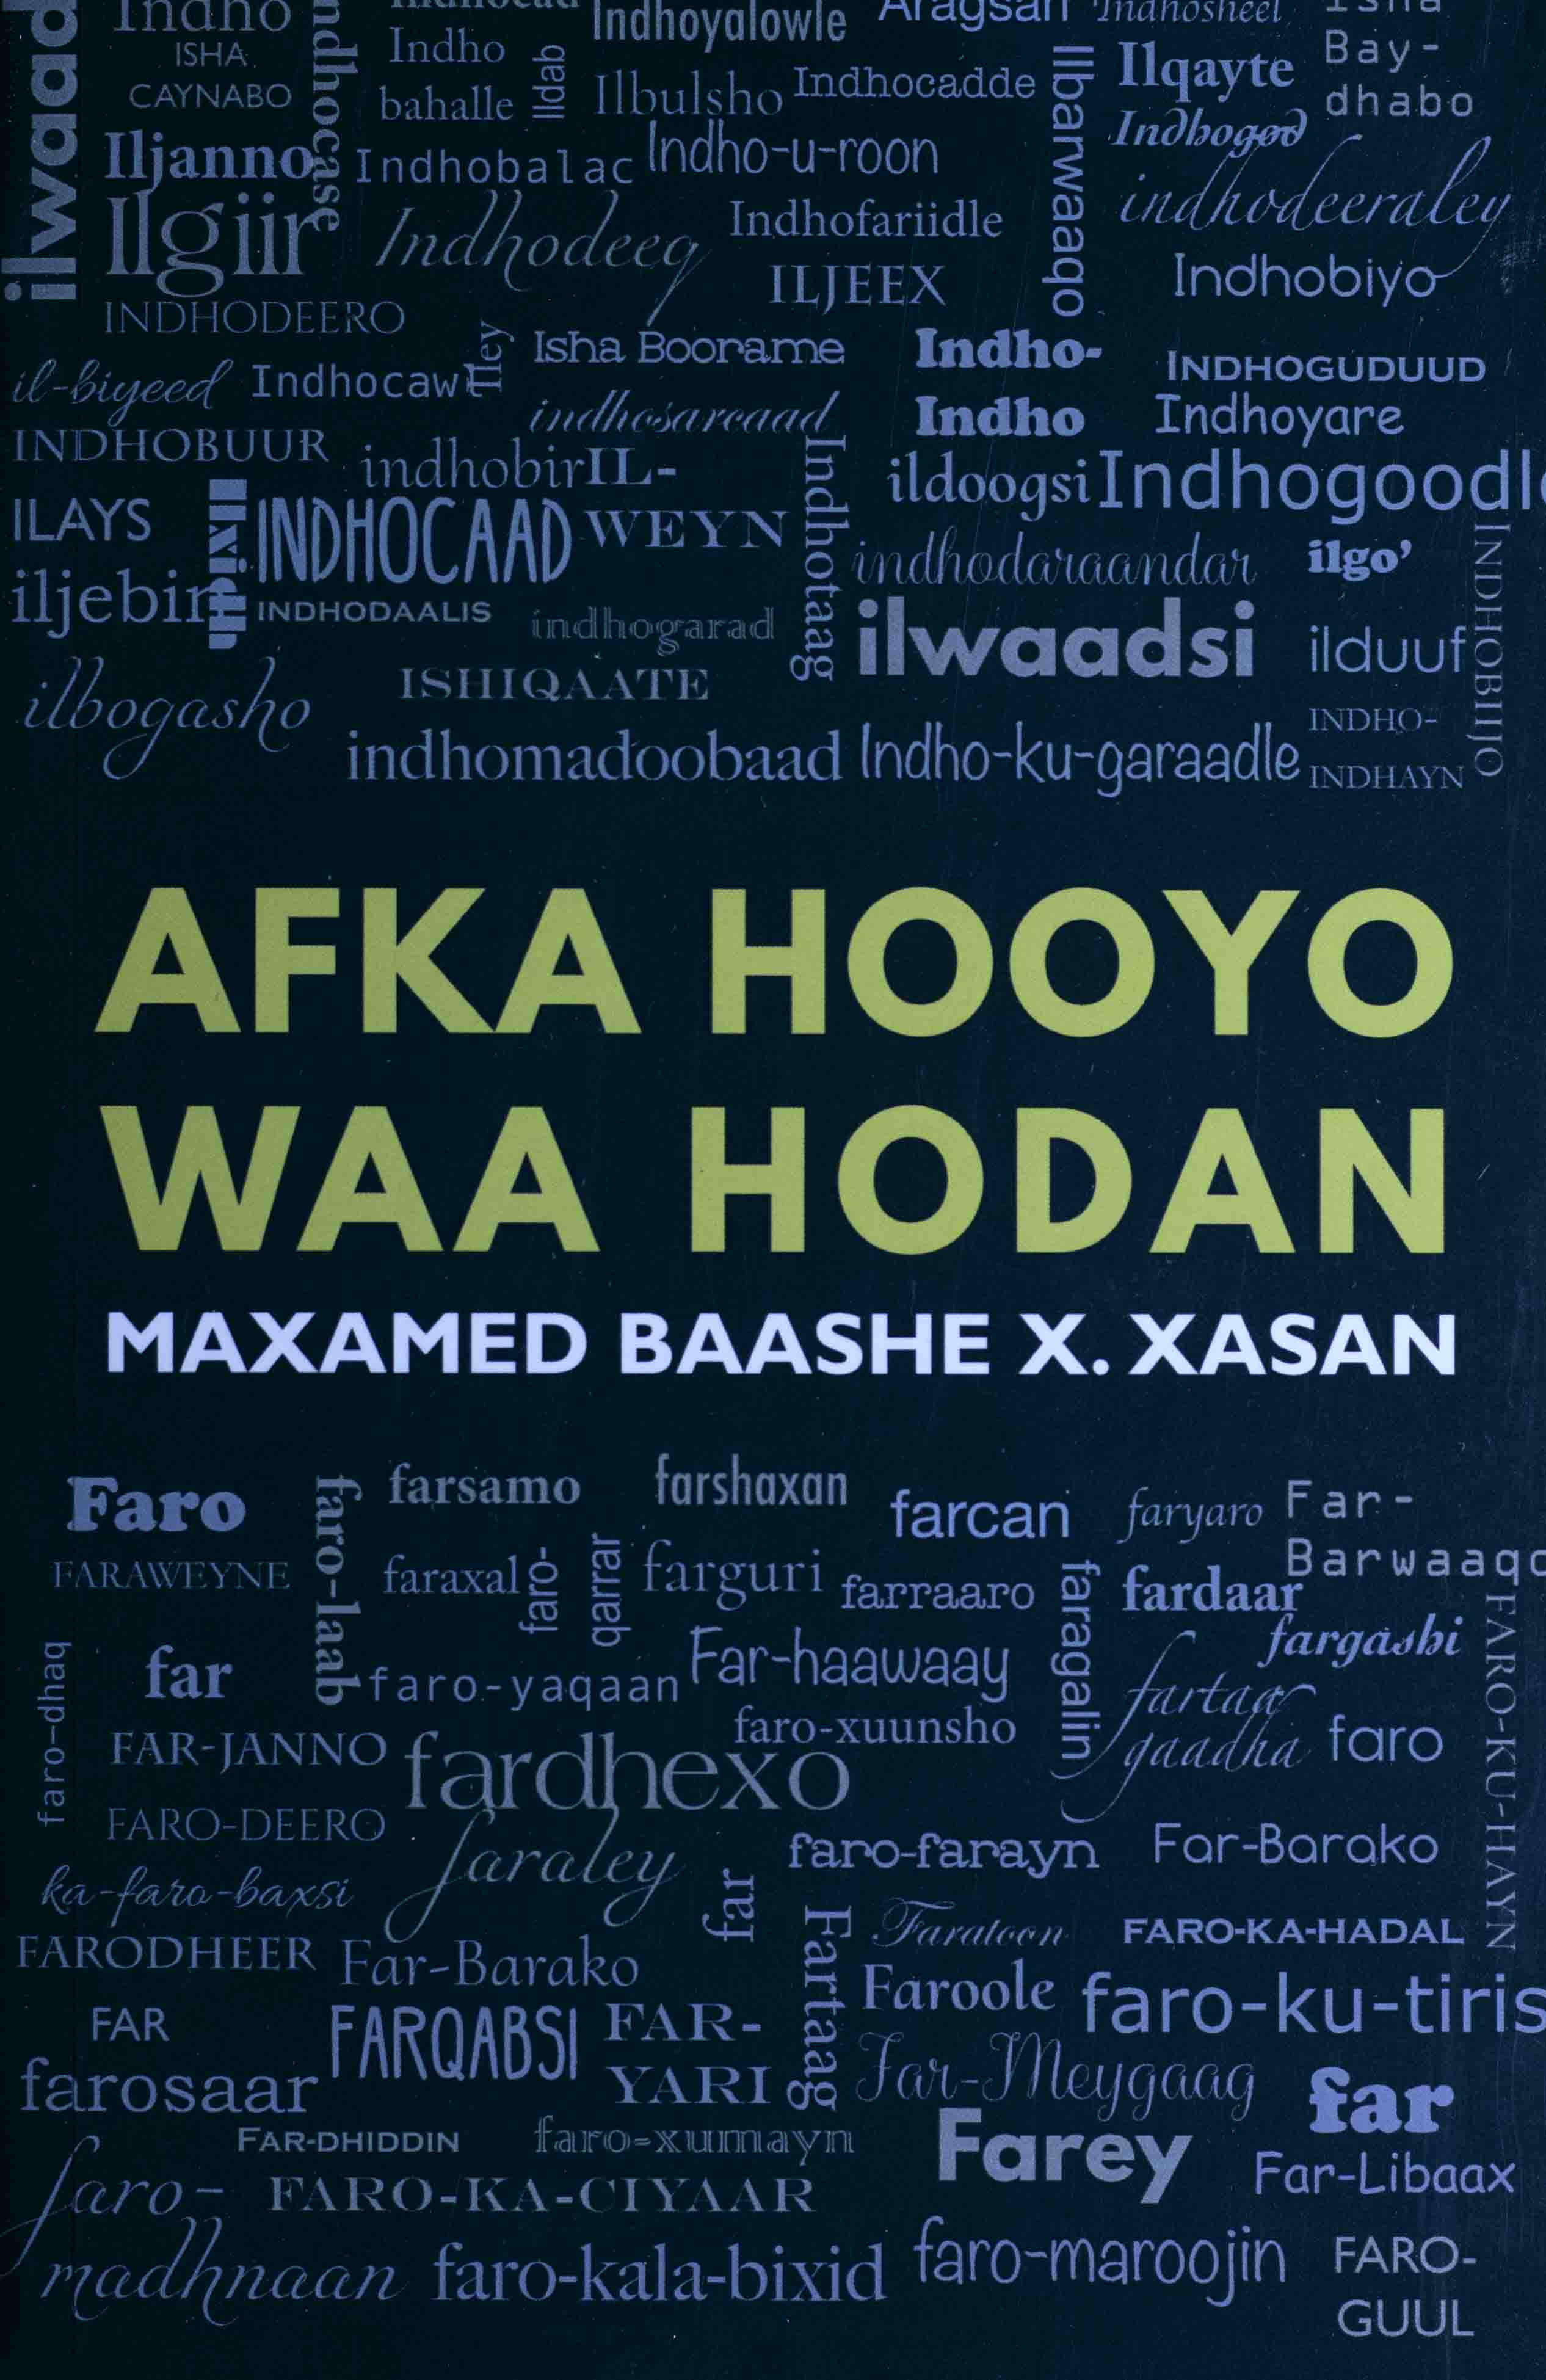 ilwaad
Indho
ISHA
CAYNABO
Indho
bahalle
Ildab
Indhoyalowle
Aragsan
Indhosheel
Isha
Bay-
dhabo
Ilbulsho
Indhocadde
Ilbarwaaqo
Ilqayte
Indhogod
Iljanno
Indhobalac
Indho-u-roon
indhodeeraley
Ilgiir
Indhodeeq
Indhofariidle
ILJEEX
Indhobiyo
INDHODEERO
Isha Boorame
Indho-
Indho
INDHOGUDUUD
il-biyeed
Indhocawl
Iley
indhosarcaad
Indhoyare
INDHOBUUR
indhobir
IL-
WEYN
Indhotaag
ildoogsi
Indhogoodle
ILAYS
Ilxidh
INDHOCAAD
indhodaraandar
ilgo’
INDHOBIIJO
iljebin
INDHODAALIS
indhogarad
ilwaadsi
ilduuf
ilbogasho
ISHIQAATE
indhomadoobaad
Indho-ku-garaadle
INDHO-
INDHAYN
AFKA HOOYO
WAA HODAN
MAXAMED BAASHE X. XASAN
Faro
faro-laab
farsamo
farshaxan
farcan
faryaro
Far-
Barwaaqo
FARAWEYNE
faraxal
faro-
qarrar
farguri
farraaro
faragalin
fardaar
fargashi
FARO-KU-HAYN
faro-dhaq
far
faro-yaqaan
Far-haawaay
fartaa
gaadha
FAR-JANNO
fardhexo
faro-xuunsho
faro
FARO-DEERO
faraley
faro-farayn
Far-Barako
ka-faro-baxsi
far
Fartaag
Faratoon
FARO-KA-HADAL
FARODHEER
Far-Barako
Faroole
faro-ku-tiris
FAR
FARQABSI
FAR-
YARI
Far-Meygaag
far
farosaar
FAR-DHIDDIN
faro-xumayn
Farey
Far-Libaax
faro-
madhnaan
FARO-KA-CIYAAR
faro-kala-bixid
faro-maroojin
FARO-
GUUL